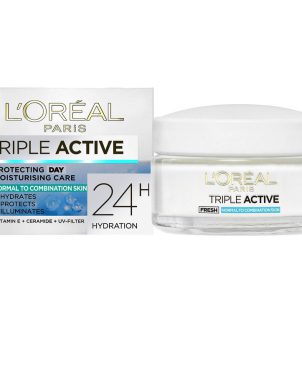 L'ORÉAL
PARIS
TRIPLE ACTIVE
PROTECTING DAY
MOISTURISING CARE
NORMAL TO COMBINATION SKIN
HYDRATES
PROTECTS
ILLUMINATES
VITAMIN E + CERAMIDE + UV-FILTER
24H
HYDRATION
L'ORÉAL
PARIS
TRIPLE ACTIVE
FRESH NORMAL TO COMBINATION SKIN